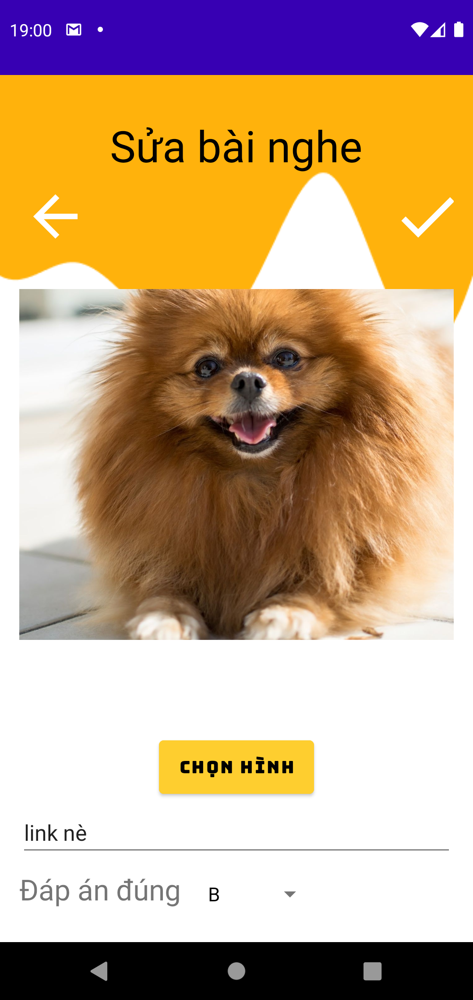 19:00
Sửa bài nghe
CHỌN HÌNH
link nè
Đáp án đúng B